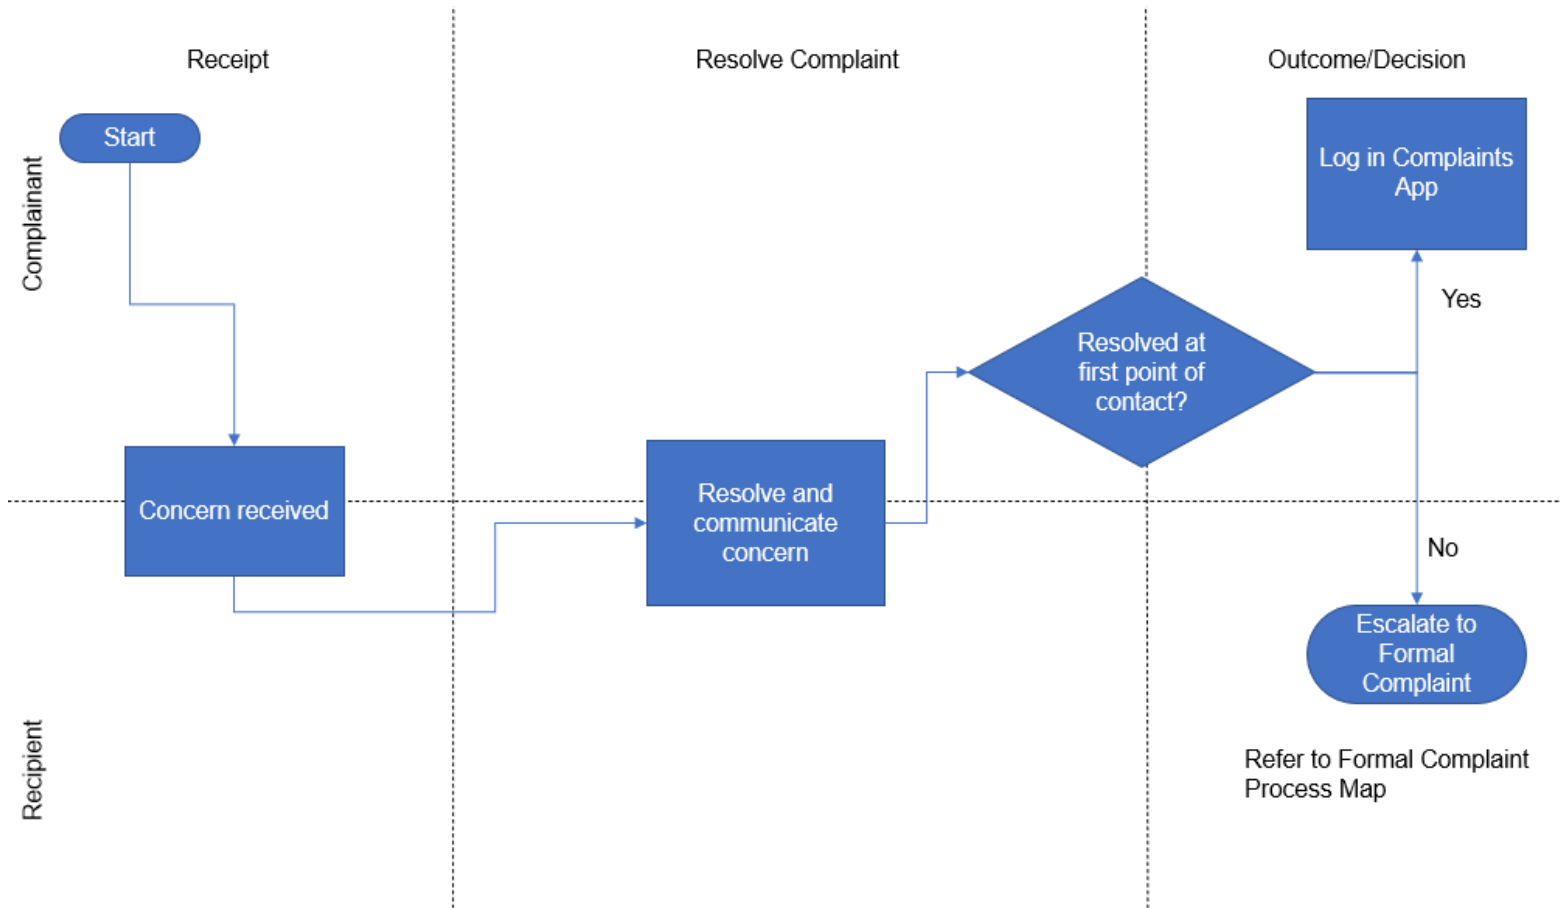 Receipt
Resolve Complaint
Outcome/Decision
Complainant
Start
Log in Complaints
App
Yes
Resolved at
first point of
contact?
Concern received
Resolve and
communicate
concern
No
Escalate to
Formal
Complaint
Recipient
Refer to Formal Complaint
Process Map